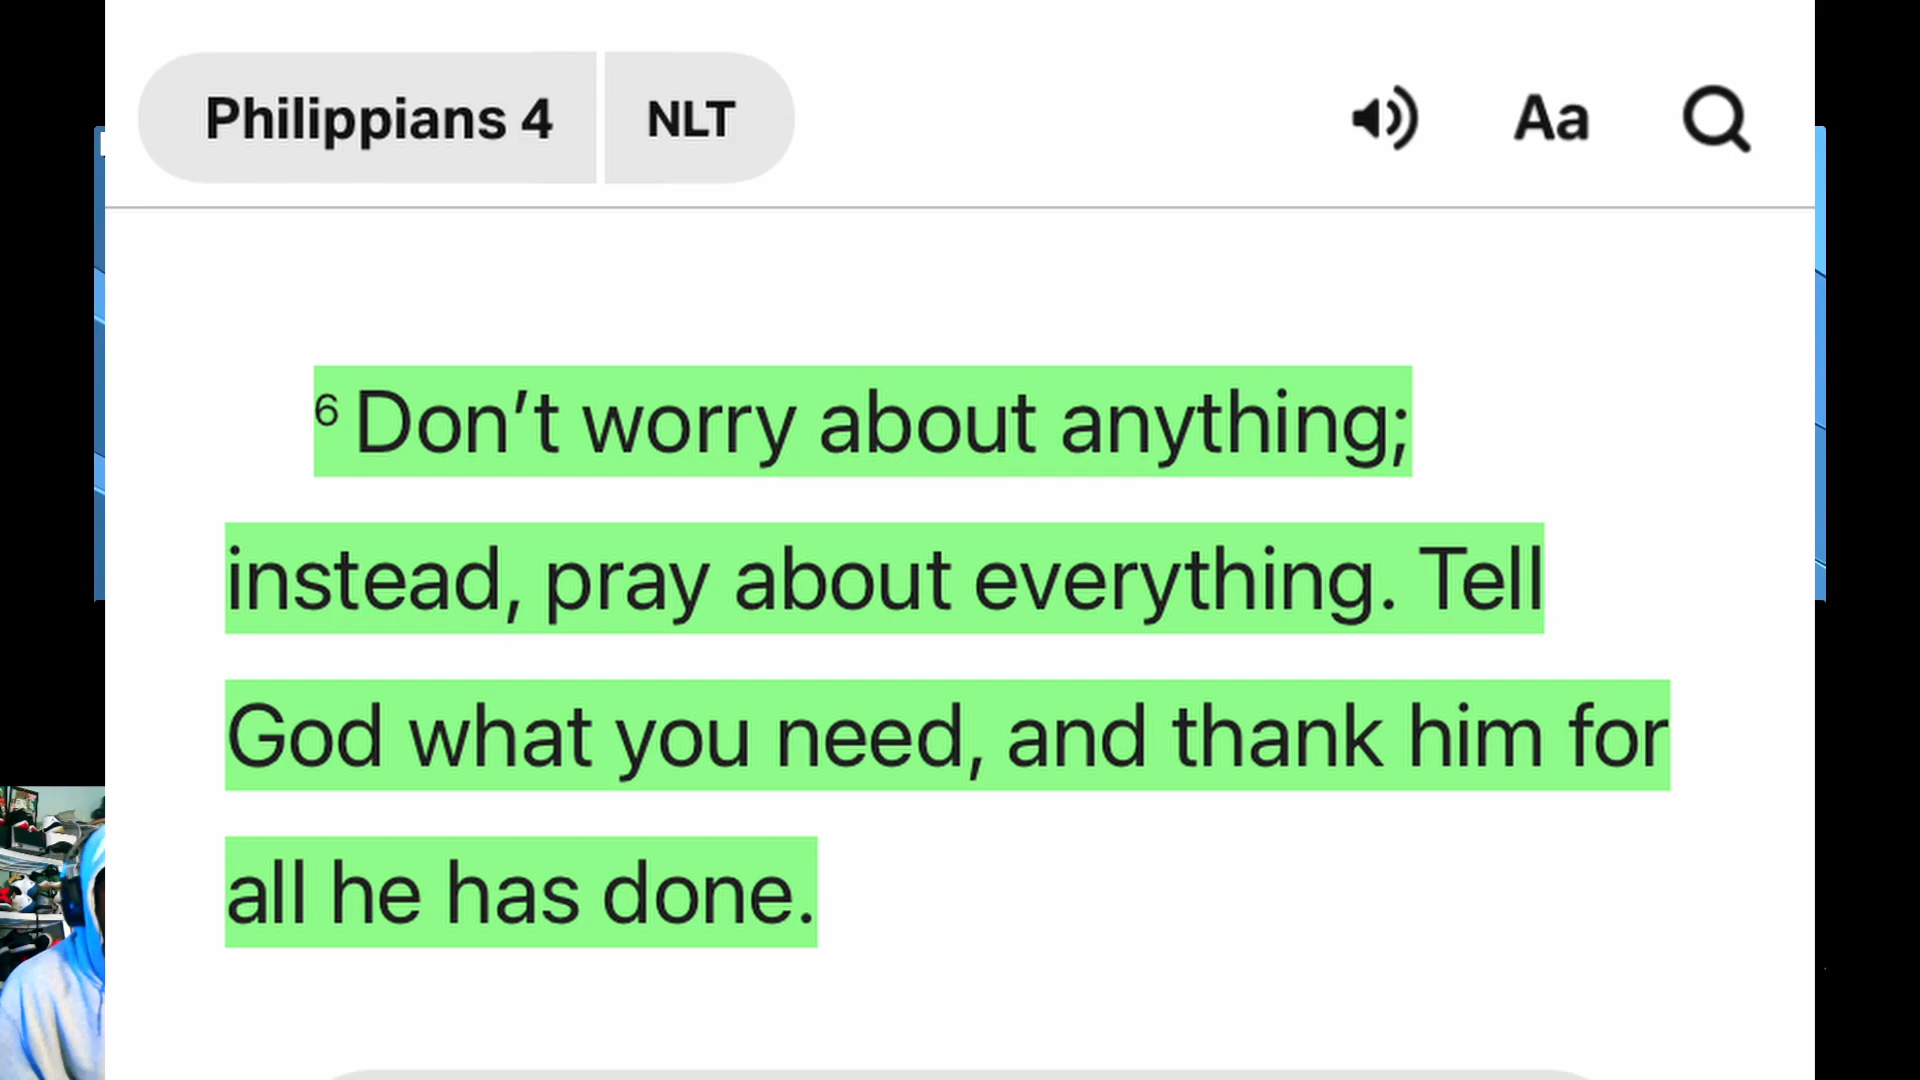 Philippians 4 NLT Aa
6 Don’t worry about anything;
instead, pray about everything. Tell
God what you need, and thank him for
all he has done.